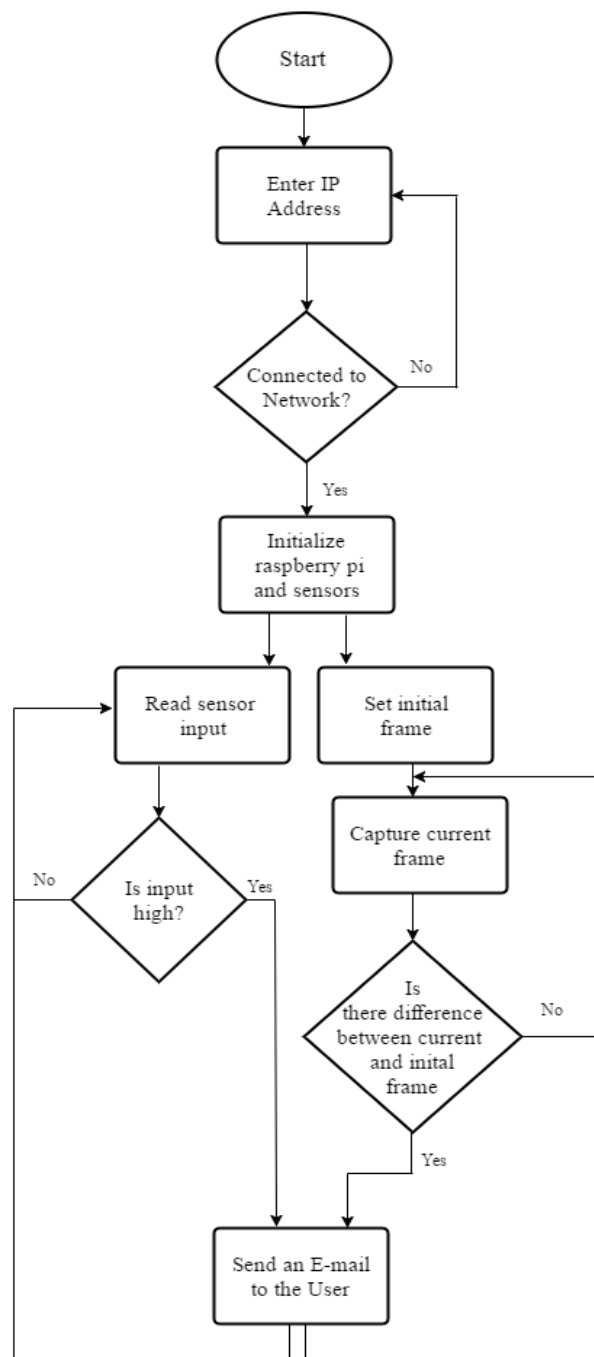 Start
Enter IP
Address
Connected to
Network?
No
Yes
Initialize
raspberry pi
and sensors
Read sensor
input
Set initial
frame
Capture current
frame
No
Is input
high?
Yes
Is
there difference
between current
and inital
frame
No
Yes
Send an E-mail
to the User